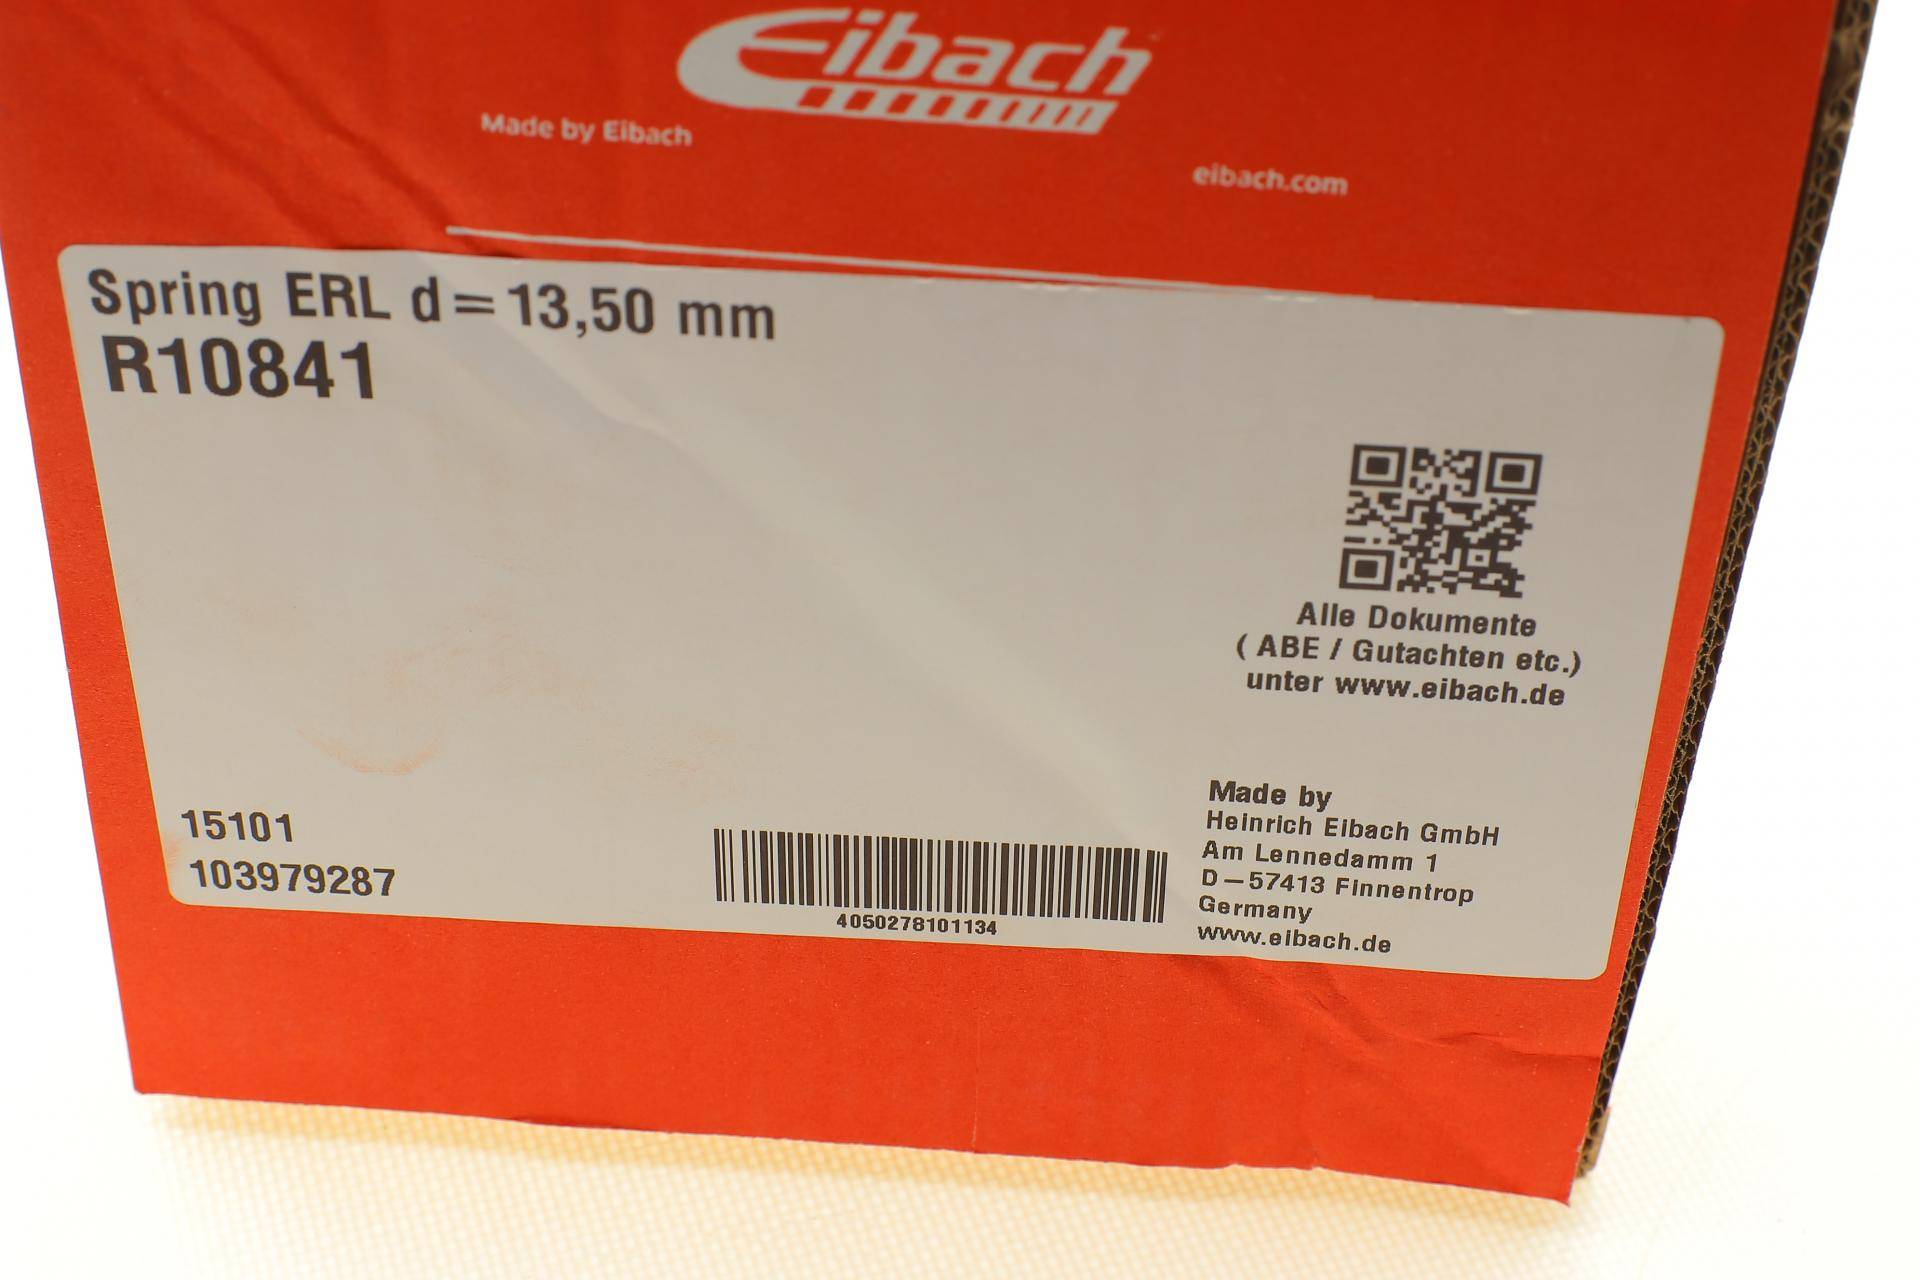 Eibach
Made by Eibach
eibach.com
Spring ERL d=13,50 mm
R10841
Alle Dokumente
( ABE / Gutachten etc.)
unter www.eibach.de
15101
103979287
4050278101134
Made by
Heinrich Eibach GmbH
Am Lennedamm 1
D-57413 Finnentrop
Germany
www.eibach.de